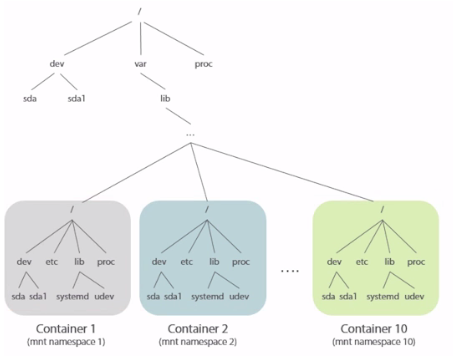 /
dev var proc
sda sda1 lib
...
/ / /
dev etc lib proc dev etc lib proc dev etc lib proc
....
sda sda1 systemd udev sda sda1 systemd udev sda sda1 systemd udev
Container 1 Container 2 Container 10
(mnt namespace 1) (mnt namespace 2) (mnt namespace 10)